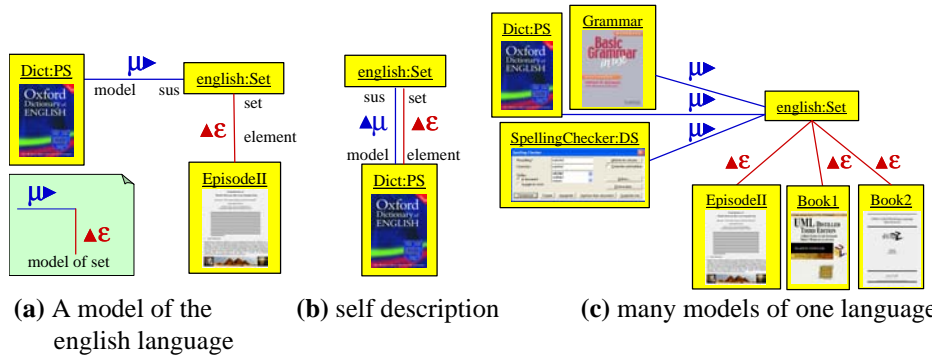 Dict:PS
Oxford
Dictionary of
ENGLISH
μ►
model
sus
english:Set
set
▲ε
element
EpisodeII
μ►
▲ε
model of set
(a) A model of the
english language
english:Set
sus
set
▲μ
▲ε
model
element
Dict:PS
Oxford
Dictionary of
ENGLISH
(b) self description
Dict:PS
Oxford
Dictionary of
ENGLISH
Grammar
Basic
Grammar
in use
SpellingChecker:DS
μ►
μ►
μ►
english:Set
▲ε
▲ε
▲ε
EpisodeII
Book1
UML DISTILLED
THIRD EDITION
Book2
(c) many models of one language